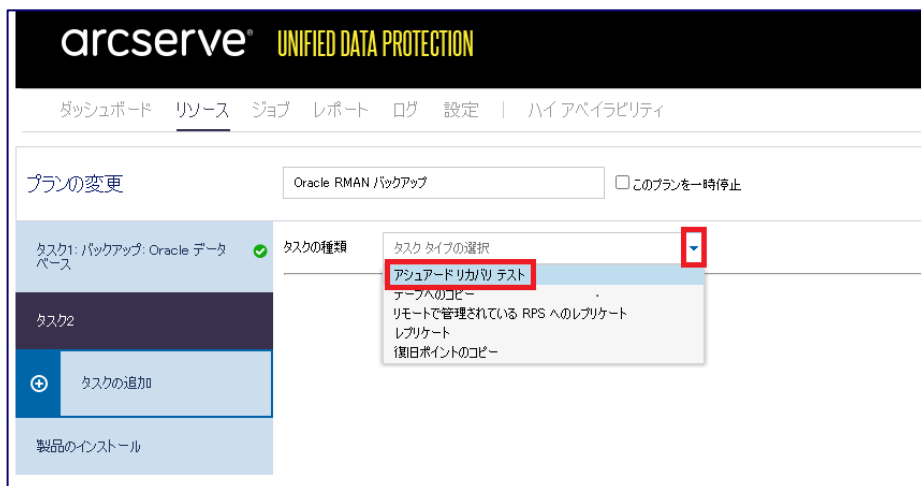 arcserve® UNIFIED DATA PROTECTION
ダッシュボード リソース ジョブ レポート ログ 設定 | ハイ アベイラビリティ
プランの変更 Oracle RMAN バックアップ このプランを一時停止
タスク1: バックアップ: Oracle データ
ベース
タスクの種類 タスク タイプの選択
アシュアード リカバリ テスト
テープへのコピー
リモートで管理されている RPS へのレプリケート
レプリケート
復旧ポイントのコピー
タスク2
タスクの追加
製品のインストール